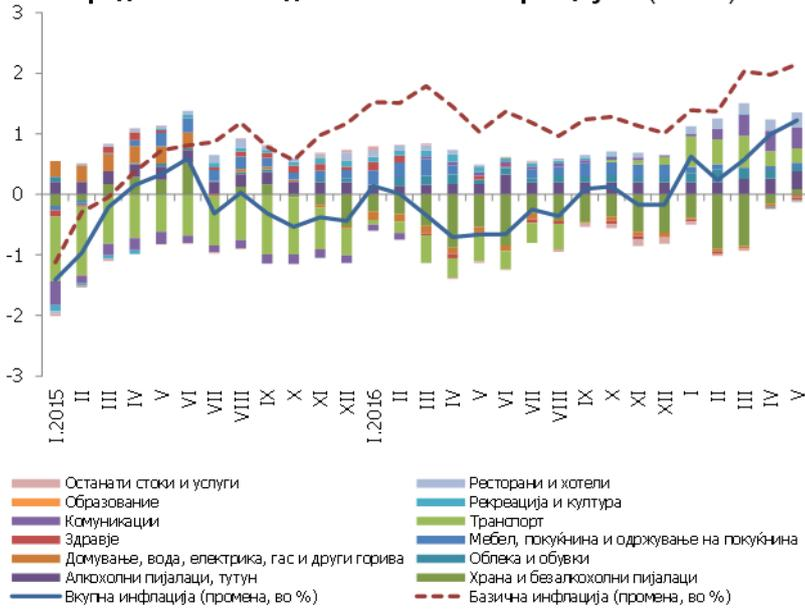 3
2
1
0
-1
-2
-3
I.2015 II III IV V VI VII VIII IX X XI XII I.2016 II III IV V VI VII VIII IX X XI XII I II III IV V
Останати стоки и услуги
Ресторани и хотели
Образование
Рекреација и култура
Комуникации
Транспорт
Здравје
Мебел, покуќнина и одржување на покуќнина
Домување, вода, електрика, гас и други горива
Облека и обувки
Алкохолни пијалаци, тутун
Храна и безалкохолни пијалаци
Вкупна инфлација (промена, во %)
Базична инфлација (промена, во %)